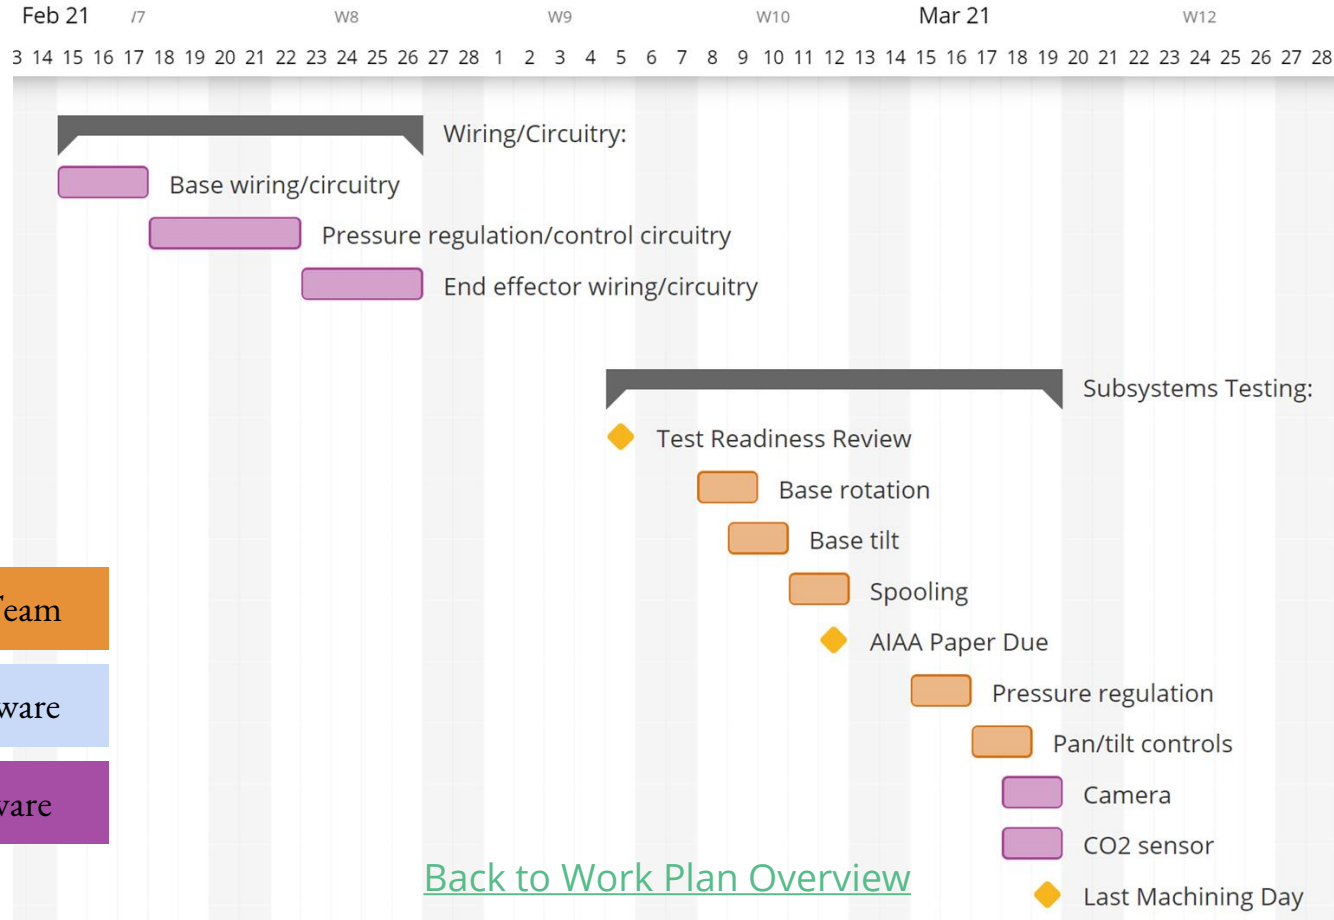 Feb 21 /7 W8 W9 W10 Mar 21 W12
3 14 15 16 17 18 19 20 21 22 23 24 25 26 27 28 1 2 3 4 5 6 7 8 9 10 11 12 13 14 15 16 17 18 19 20 21 22 23 24 25 26 27 28
Wiring/Circuitry:
Base wiring/circuitry
Pressure regulation/control circuitry
End effector wiring/circuitry
Subsystems Testing:
Test Readiness Review
Base rotation
Base tilt
Spooling
Team
AIAA Paper Due
Pressure regulation
ware
Pan/tilt controls
Camera
ware
CO2 sensor
Back to Work Plan Overview
Last Machining Day